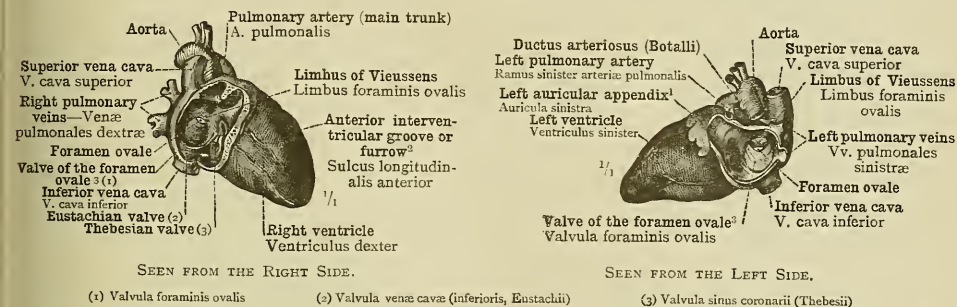 Aorta
Pulmonary artery (main trunk)
A. pulmonalis
Superior vena cava
V. cava superior
Right pulmonary
veins—Venæ
pulmonales dextræ
Foramen ovale
Valve of the foramen
ovale ³ (1)
Inferior vena cava
V. cava inferior
Eustachian valve (2)
Thebesian valve (3)
Limbus of Vieussens
Limbus foraminis ovalis
Anterior interven-
tricular groove or
furrow²
Sulcus longitudin-
alis anterior
1/1
Right ventricle
Ventriculus dexter
SEEN FROM THE RIGHT SIDE.
Ductus arteriosus (Botalli)
Left pulmonary artery
Ramus sinister arteriæ pulmonalis
Left auricular appendix¹
Auricula sinistra
Left ventricle
Ventriculus sinister
1/1
Aorta
Superior vena cava
V. cava superior
Limbus of Vieussens
Limbus foraminis
ovalis
Left pulmonary veins
Vv. pulmonales
sinistræ
Foramen ovale
Inferior vena cava
V. cava inferior
Valve of the foramen ovale³
Valvula foraminis ovalis
SEEN FROM THE LEFT SIDE.
(1) Valvula foraminis ovalis (2) Valvula venæ cavæ (inferioris, Eustachii) (3) Valvula sinus coronarii (Thebesii)